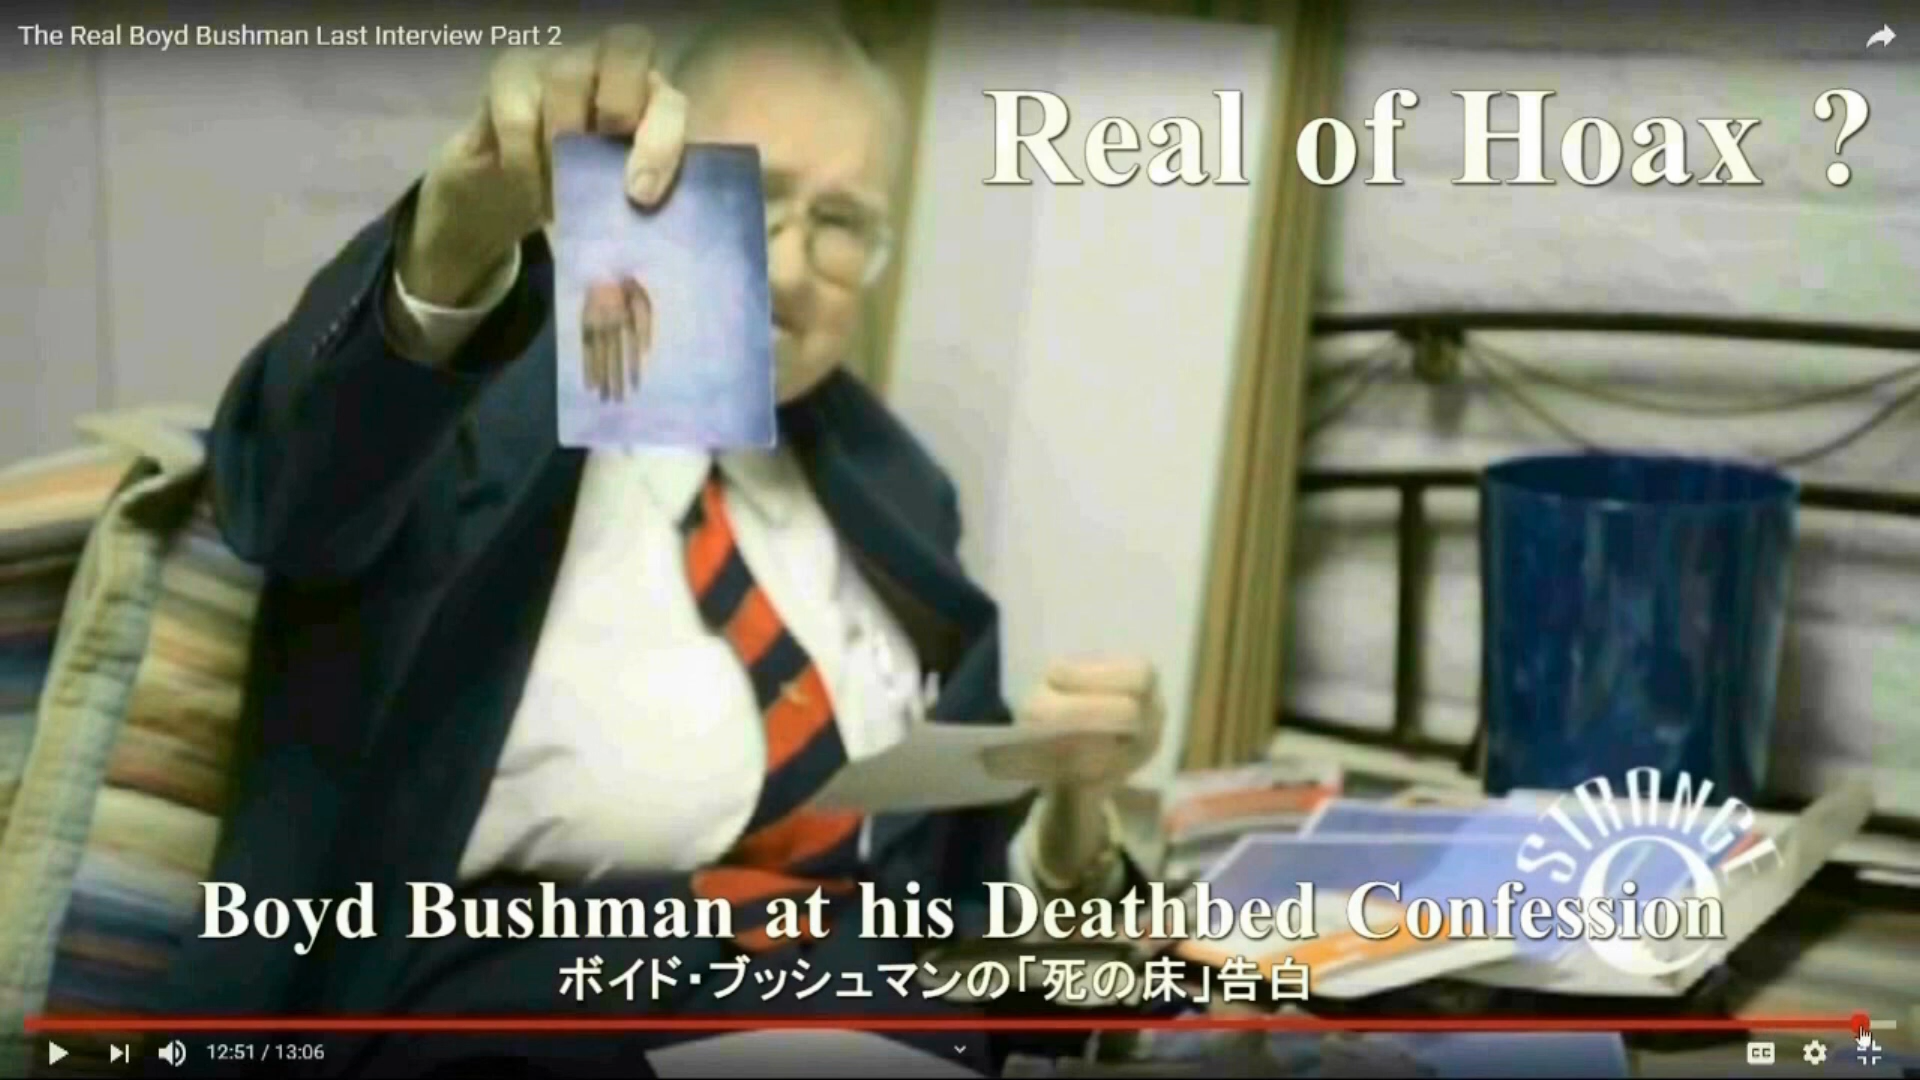 The Real Boyd Bushman Last Interview Part 2
Real of Hoax ?
STRANGE
Boyd Bushman at his Deathbed Confession
ボイド・ブッシュマンの「死の床」告白
12:51 / 13:06
CC